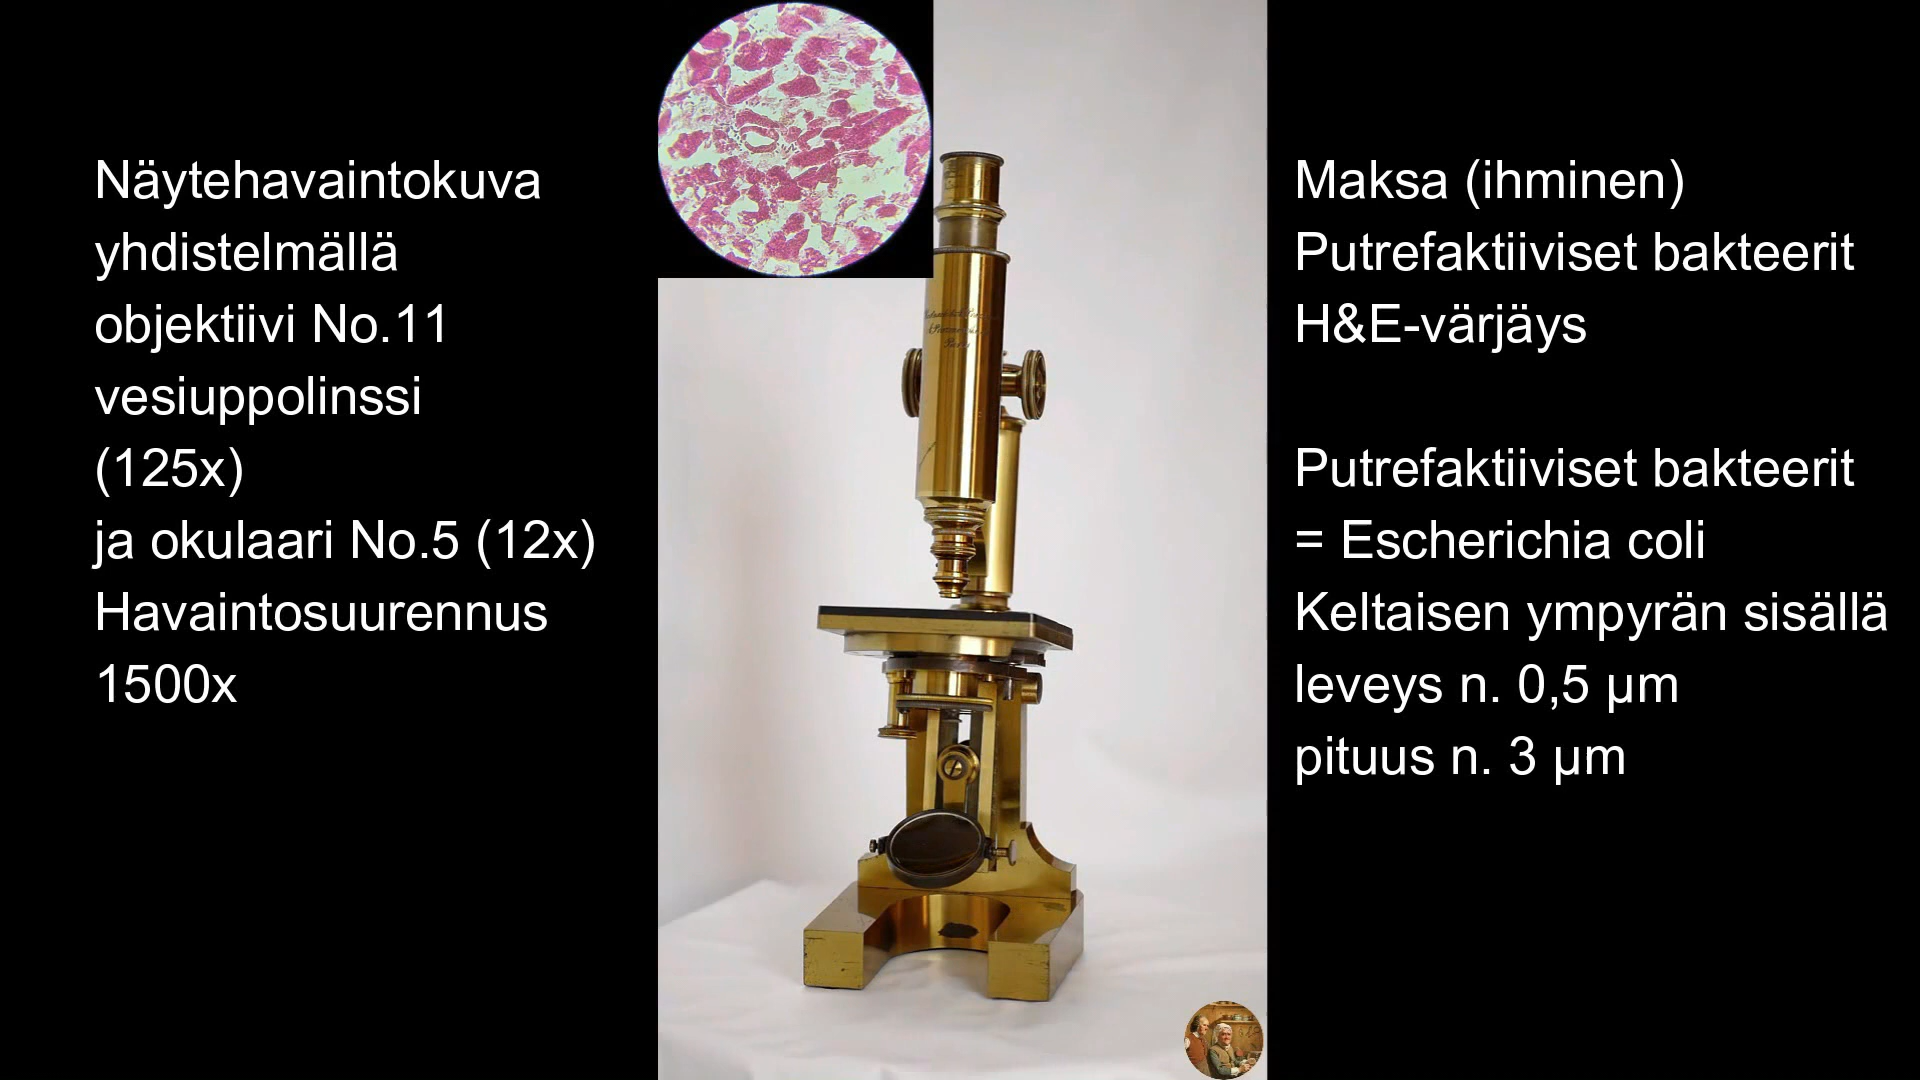 Näytehavaintokuva
yhdistelmällä
objektiivi No.11
vesiuppolinssi
(125x)
ja okulaari No.5 (12x)
Havaintosuurennus
1500x
Maksa (ihminen)
Putrefaktiiviset bakteerit
H&E-värjäys
Putrefaktiiviset bakteerit
= Escherichia coli
Keltaisen ympyrän sisällä
leveys n. 0,5 µm
pituus n. 3 µm